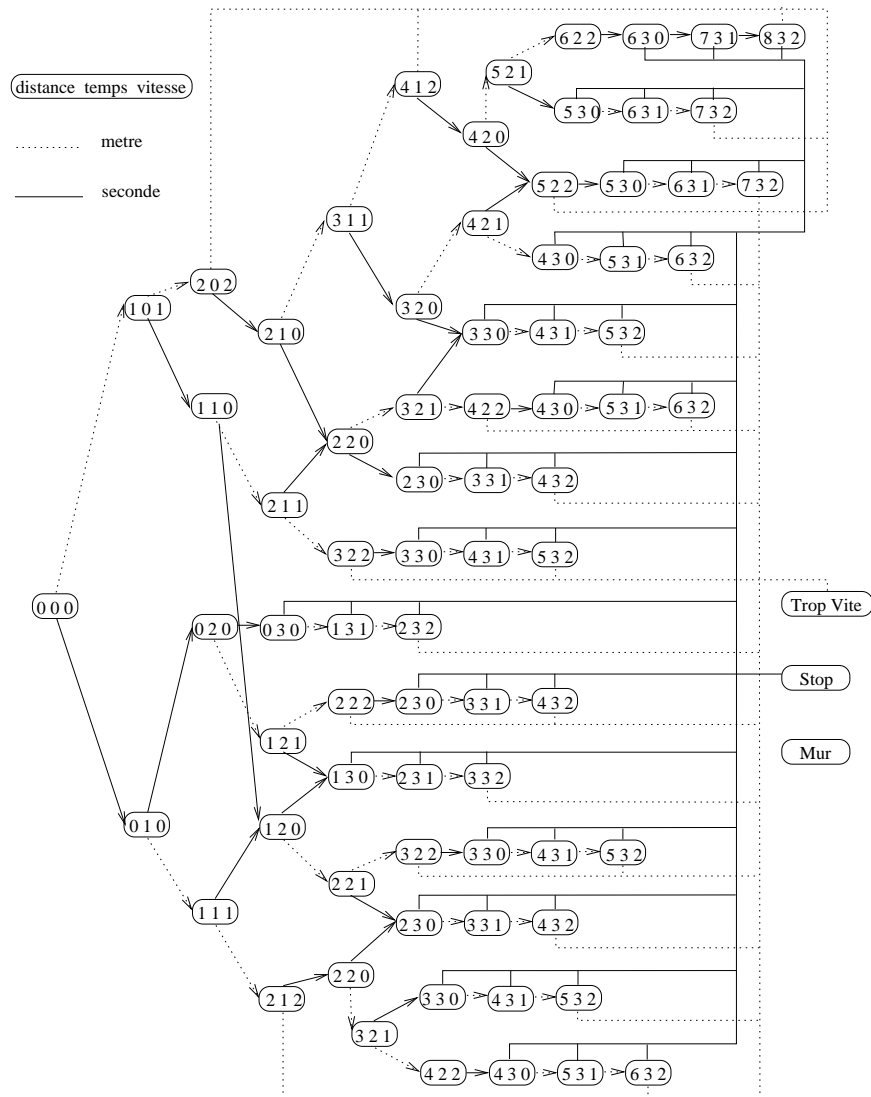 6 2 2 6 3 0 7 3 1 8 3 2
5 2 1
distance temps vitesse
4 1 2
5 3 0 6 3 1 7 3 2
4 2 0
metre
5 2 2 5 3 0 6 3 1 7 3 2
seconde
3 1 1
4 2 1
4 3 0 5 3 1 6 3 2
2 0 2
1 0 1
3 2 0
2 1 0
3 3 0 4 3 1 5 3 2
1 1 0
3 2 1 4 2 2 4 3 0 5 3 1 6 3 2
2 2 0
2 3 0 3 3 1 4 3 2
2 1 1
3 2 2 3 3 0 4 3 1 5 3 2
0 0 0
Trop Vite
0 2 0 0 3 0 1 3 1 2 3 2
Stop
2 2 2 2 3 0 3 3 1 4 3 2
1 2 1
Mur
1 3 0 2 3 1 3 3 2
0 1 0
1 2 0
3 2 2 3 3 0 4 3 1 5 3 2
2 2 1
1 1 1
2 3 0 3 3 1 4 3 2
2 2 0
2 1 2
3 3 0 4 3 1 5 3 2
3 2 1
4 2 2 4 3 0 5 3 1 6 3 2